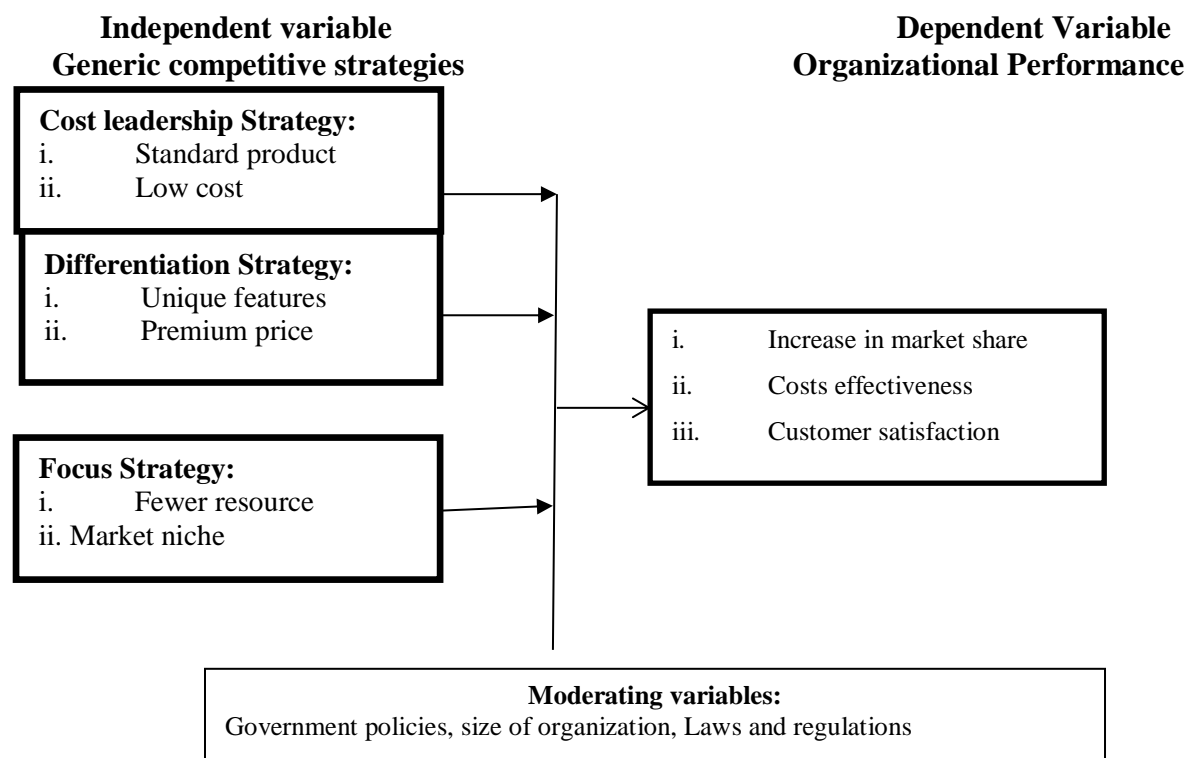 Independent variable
Generic competitive strategies
Dependent Variable
Organizational Performance
Cost leadership Strategy:
i. Standard product
ii. Low cost
Differentiation Strategy:
i. Unique features
ii. Premium price
Focus Strategy:
i. Fewer resource
ii. Market niche
i. Increase in market share
ii. Costs effectiveness
iii. Customer satisfaction
Moderating variables:
Government policies, size of organization, Laws and regulations